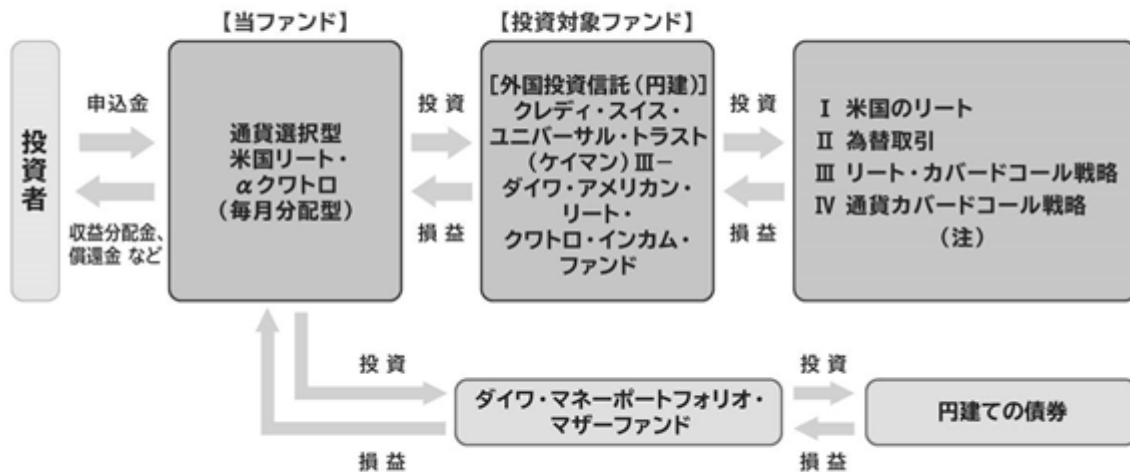 【当ファンド】
【投資対象ファンド】
投資者
申込金
収益分配金、
償還金 など
通貨選択型
米国リート・
αクワトロ
（毎月分配型）
投資
損益
［外国投資信託（円建）］
クレディ・スイス・
ユニバーサル・トラスト
（ケイマン）Ⅲ－
ダイワ・アメリカン・
リート・
クワトロ・インカム・
ファンド
投資
損益
Ⅰ 米国のリート
Ⅱ 為替取引
Ⅲ リート・カバードコール戦略
Ⅳ 通貨カバードコール戦略
（注）
投資
損益
ダイワ・マネーポートフォリオ・
マザーファンド
投資
損益
円建ての債券